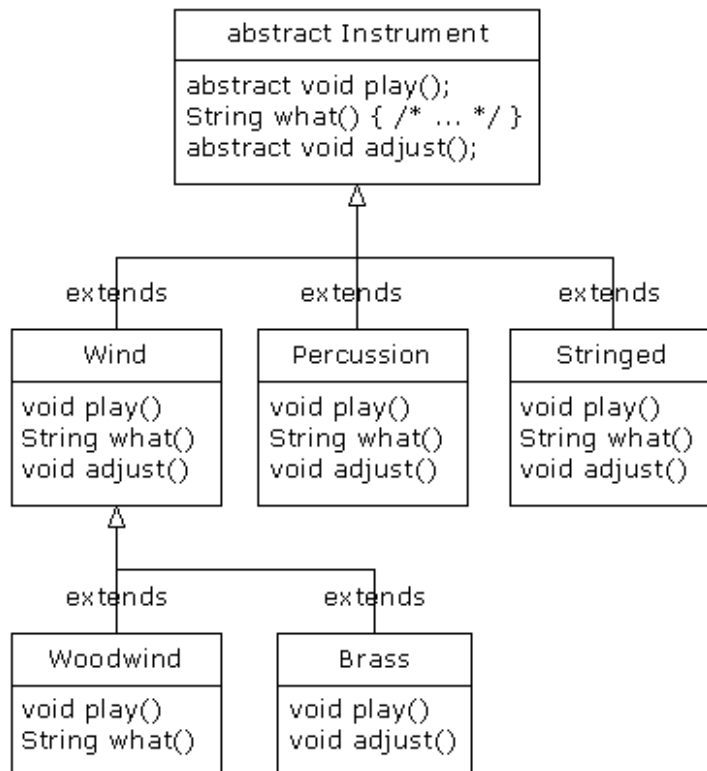 abstract Instrument
abstract void play();
String what() { /* ... */ }
abstract void adjust();
extends
extends
extends
Wind
void play()
String what()
void adjust()
Percussion
void play()
String what()
void adjust()
Stringed
void play()
String what()
void adjust()
extends
extends
Woodwind
void play()
String what()
Brass
void play()
void adjust()